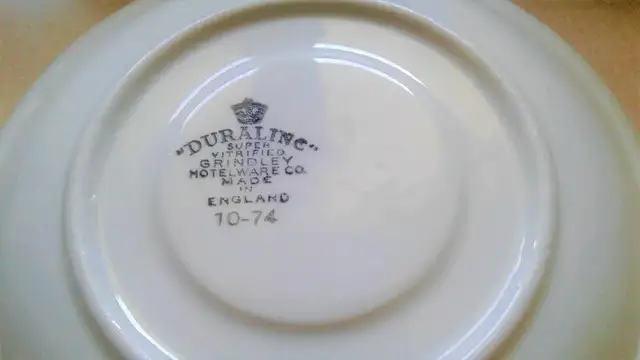 "DURALINE"
SUPER
VITRIFIED
GRINDLEY
HOTELWARE CO.
MADE
IN
ENGLAND
10-74